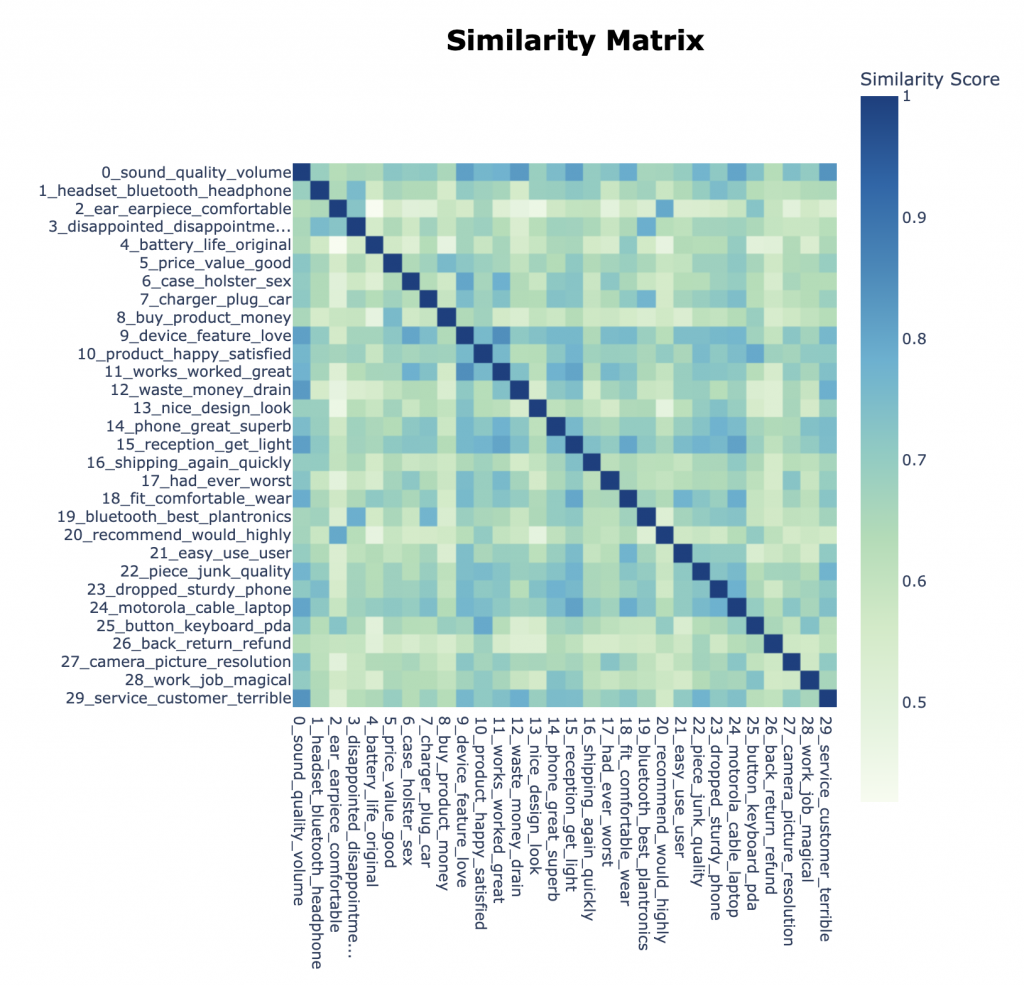 Similarity Matrix
Similarity Score
1
0.9
0.8
0.7
0.6
0.5
0_sound_quality_volume
1_headset_bluetooth_headphone
2_ear_earpiece_comfortable
3_disappointed_disappointme...
4_battery_life_original
5_price_value_good
6_case_holster_sex
7_charger_plug_car
8_buy_product_money
9_device_feature_love
10_product_happy_satisfied
11_works_worked_great
12_waste_money_drain
13_nice_design_look
14_phone_great_superb
15_reception_get_light
16_shipping_again_quickly
17_had_ever_worst
18_fit_comfortable_wear
19_bluetooth_best_plantronics
20_recommend_would_highly
21_easy_use_user
22_piece_junk_quality
23_dropped_sturdy_phone
24_motorola_cable_laptop
25_button_keyboard_pda
26_back_return_refund
27_camera_picture_resolution
28_work_job_magical
29_service_customer_terrible
0_sound_quality_volume
1_headset_bluetooth_headphone
2_ear_earpiece_comfortable
3_disappointed_disappointme...
4_battery_life_original
5_price_value_good
6_case_holster_sex
7_charger_plug_car
8_buy_product_money
9_device_feature_love
10_product_happy_satisfied
11_works_worked_great
12_waste_money_drain
13_nice_design_look
14_phone_great_superb
15_reception_get_light
16_shipping_again_quickly
17_had_ever_worst
18_fit_comfortable_wear
19_bluetooth_best_plantronics
20_recommend_would_highly
21_easy_use_user
22_piece_junk_quality
23_dropped_sturdy_phone
24_motorola_cable_laptop
25_button_keyboard_pda
26_back_return_refund
27_camera_picture_resolution
28_work_job_magical
29_service_customer_terrible